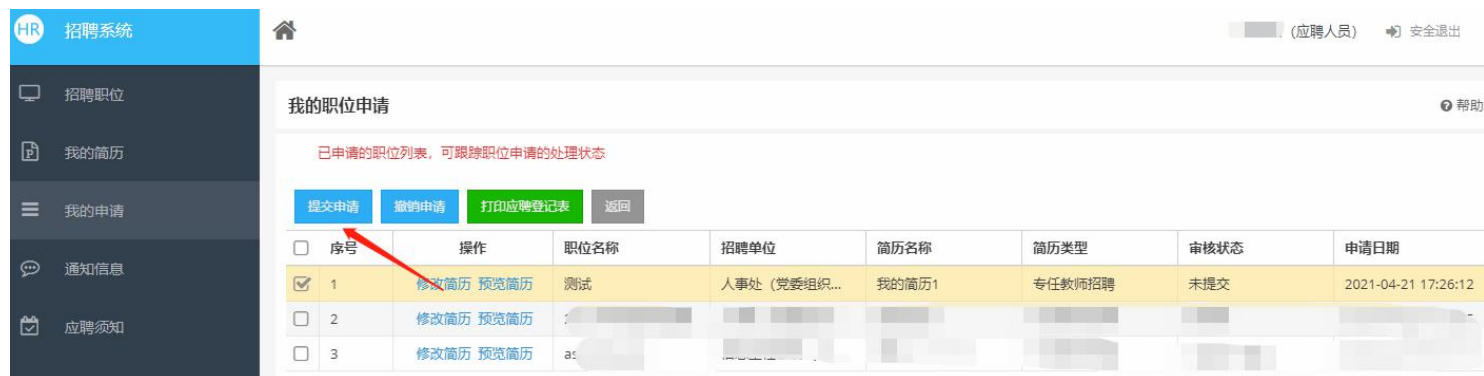 HR 招聘系统 (应聘人员) 安全退出
招聘职位
我的简历
我的申请
通知信息
应聘须知
我的职位申请 帮助
已申请的职位列表，可跟踪职位申请的处理状态
提交申请 撤销申请 打印应聘登记表 返回
序号 操作 职位名称 招聘单位 简历名称 简历类型 审核状态 申请日期
1 修改简历 预览简历 测试 人事处（党委组织... 我的简历1 专任教师招聘 未提交 2021-04-21 17:26:12
2 修改简历 预览简历
3 修改简历 预览简历